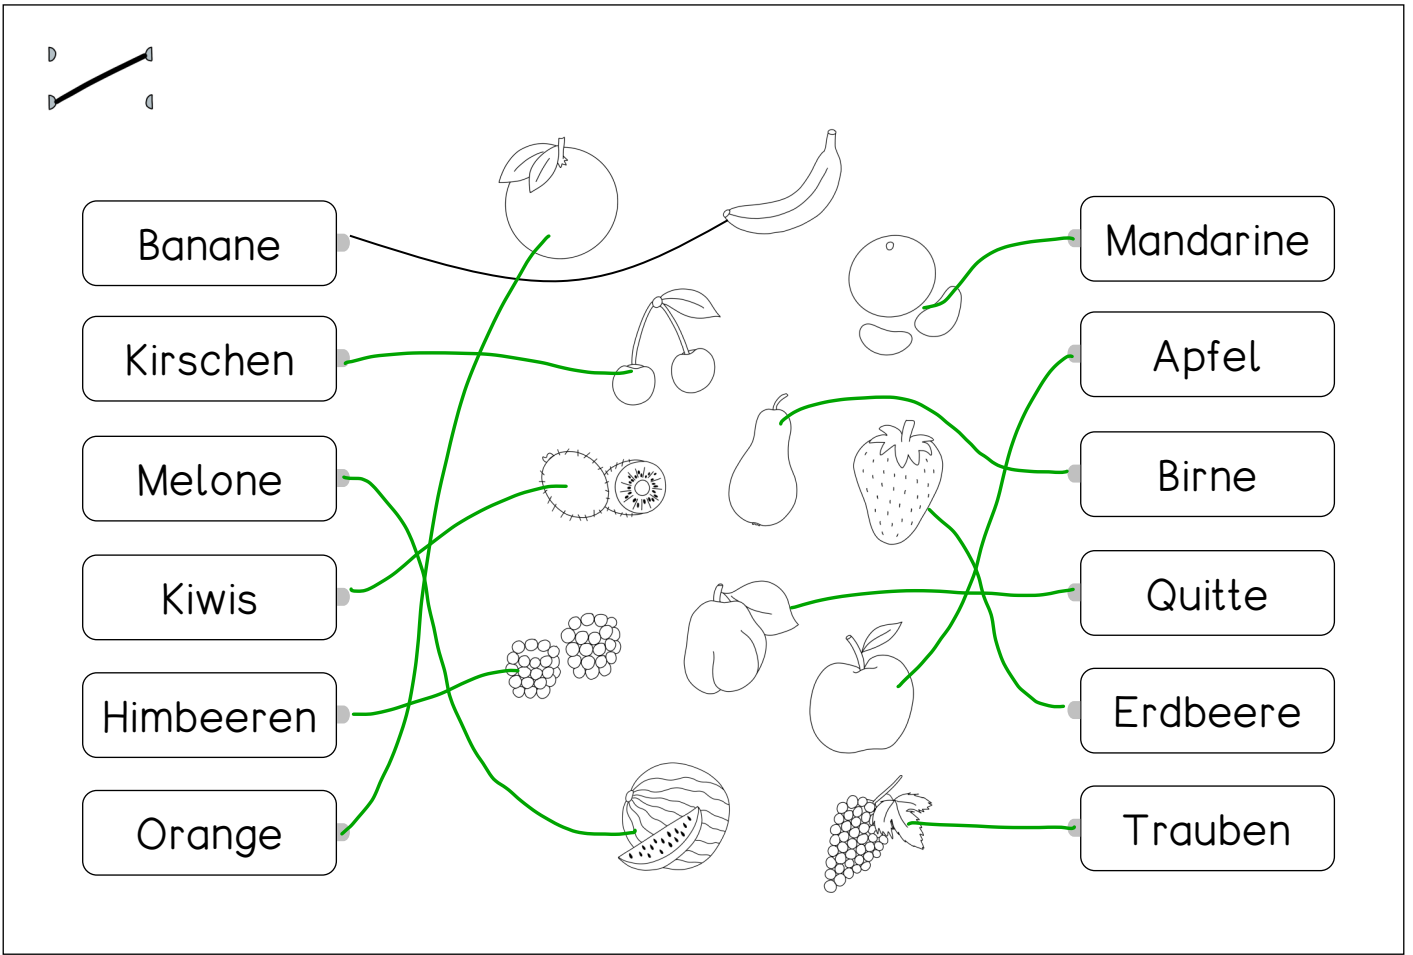 Banane
Kirschen
Melone
Kiwis
Himbeeren
Orange
Mandarine
Apfel
Birne
Quitte
Erdbeere
Trauben